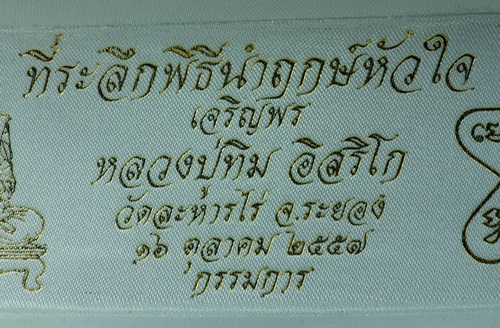 ที่ระลึกพิธีนำฤกษ์หัวใจ
เจริญพร
หลวงปู่ทิม อิสริโก
วัดละหารไร่ จ.ระยอง
๑๖ ตุลาคม ๒๕๕๗
กรรมการ